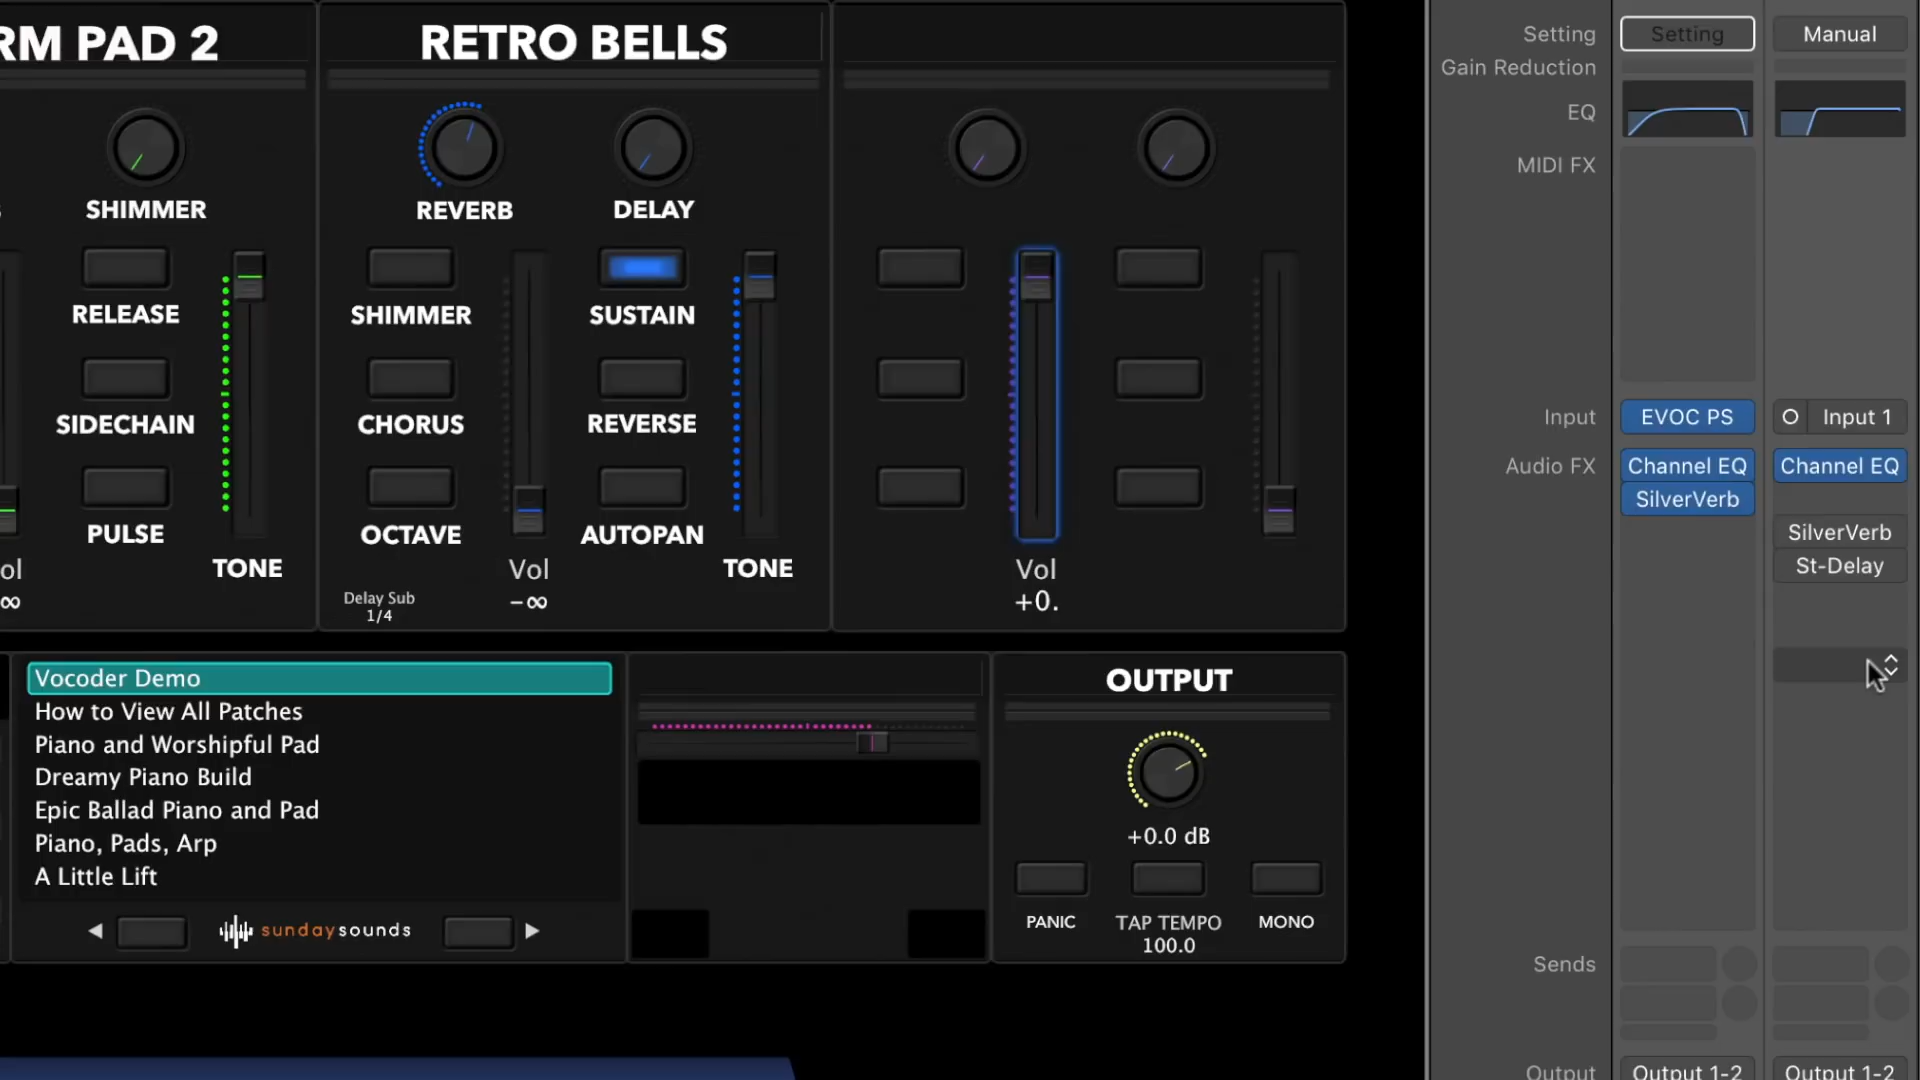 RM PAD 2
SHIMMER
RELEASE
SIDECHAIN
PULSE
TONE
ol
∞
RETRO BELLS
REVERB
DELAY
SHIMMER
SUSTAIN
CHORUS
REVERSE
OCTAVE
AUTOPAN
Vol
-∞
TONE
Delay Sub
1/4
Vol
+0.
Vocoder Demo
How to View All Patches
Piano and Worshipful Pad
Dreamy Piano Build
Epic Ballad Piano and Pad
Piano, Pads, Arp
A Little Lift
sundaysounds
OUTPUT
+0.0 dB
PANIC
TAP TEMPO
100.0
MONO
Setting
Setting
Manual
Gain Reduction
EQ
MIDI FX
Input
EVOC PS
Input 1
Audio FX
Channel EQ
Channel EQ
SilverVerb
SilverVerb
St-Delay
Sends
Output
Output 1-2
Output 1-2